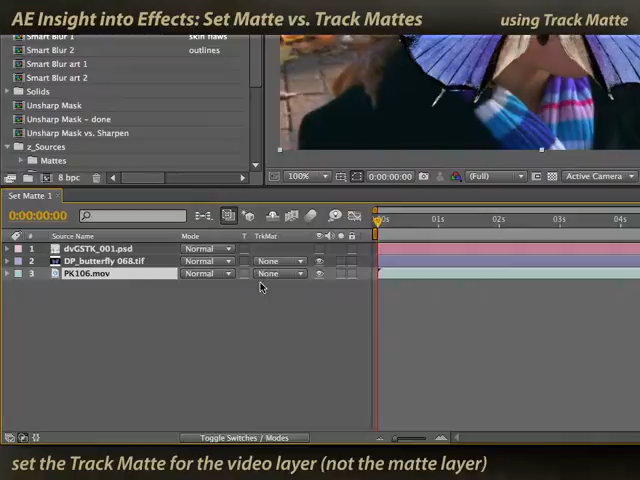 AE Insight into Effects: Set Matte vs. Track Mattes
using Track Matte
Smart Blur 1
skin flaws
Smart Blur 2
outlines
Smart Blur art 1
Smart Blur art 2
Solids
Unsharp Mask
Unsharp Mask - done
Unsharp Mask vs. Sharpen
z_Sources
Mattes
8 bpc
100%
0:00:00:00
(Full)
Active Camera
Set Matte 1
0:00:00:00
# Source Name Mode T TrkMat
00s 01s 02s 03s 04s
1 dvGSTK_001.psd Normal
2 DP_butterfly 068.tif Normal None
3 PK106.mov Normal None
Toggle Switches / Modes
set the Track Matte for the video layer (not the matte layer)